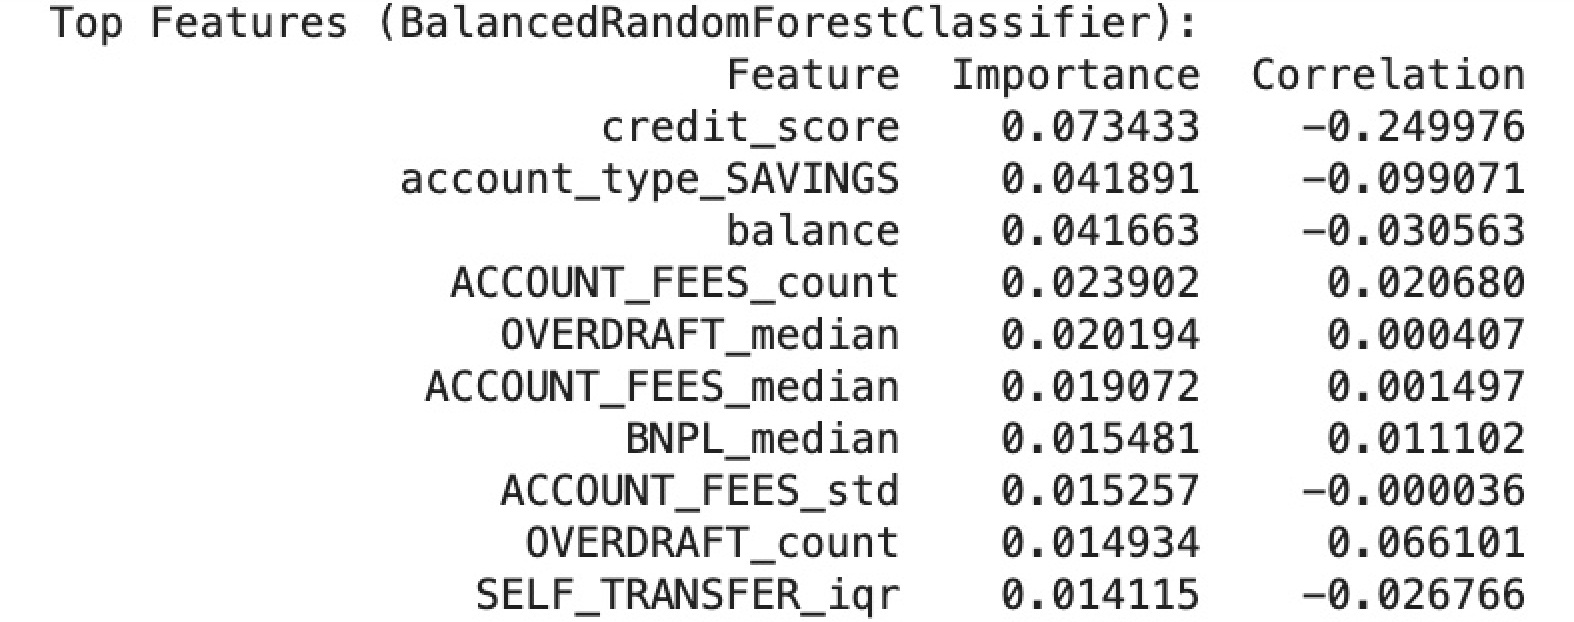 Top Features (BalancedRandomForestClassifier):
Feature Importance Correlation
credit_score 0.073433 -0.249976
account_type_SAVINGS 0.041891 -0.099071
balance 0.041663 -0.030563
ACCOUNT_FEES_count 0.023902 0.020680
OVERDRAFT_median 0.020194 0.000407
ACCOUNT_FEES_median 0.019072 0.001497
BNPL_median 0.015481 0.011102
ACCOUNT_FEES_std 0.015257 -0.000036
OVERDRAFT_count 0.014934 0.066101
SELF_TRANSFER_iqr 0.014115 -0.026766